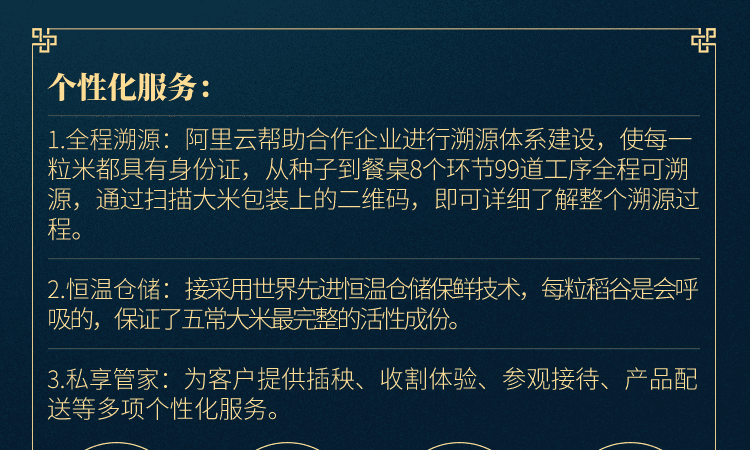 个性化服务：
1.全程溯源：阿里云帮助合作企业进行溯源体系建设，使每一
粒米都具有身份证，从种子到餐桌8个环节99道工序全程可溯
源，通过扫描大米包装上的二维码，即可详细了解整个溯源过
程。
2.恒温仓储：接采用世界先进恒温仓储保鲜技术，每粒稻谷是会呼
吸的，保证了五常大米最完整的活性成份。
3.私享管家：为客户提供插秧、收割体验、参观接待、产品配
送等多项个性化服务。